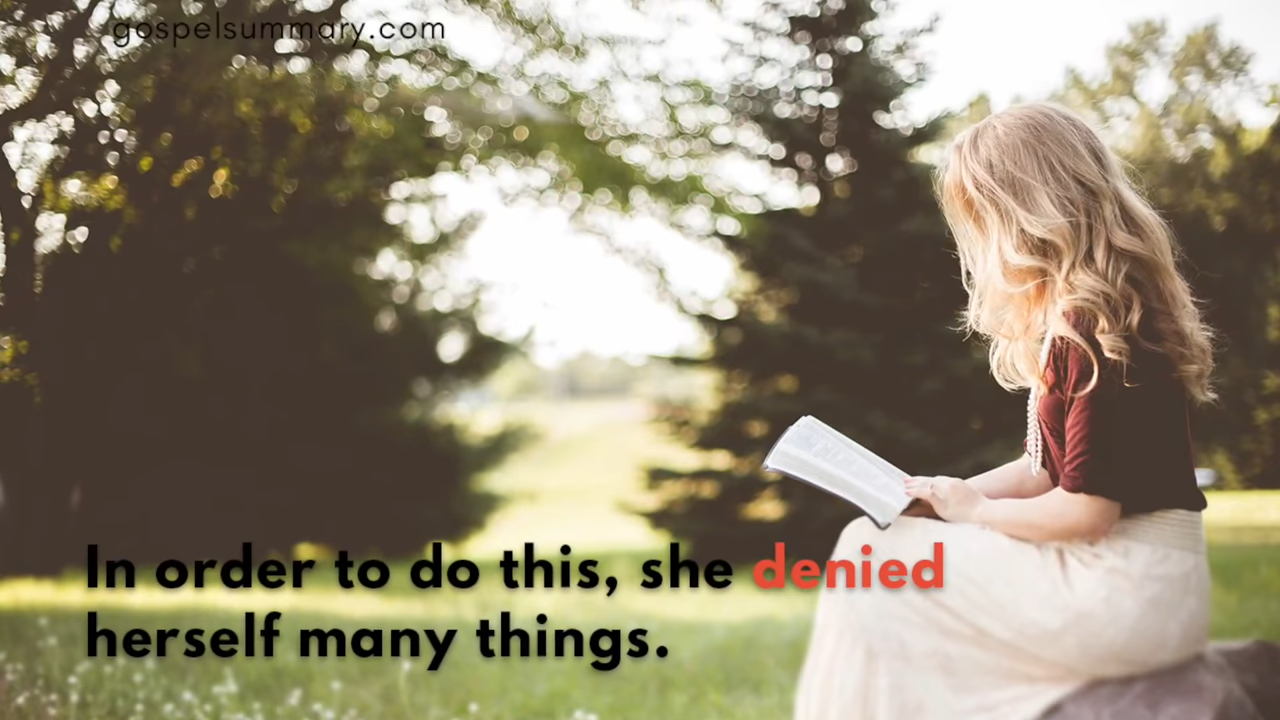 gospelsummary.com
In order to do this, she denied
herself many things.